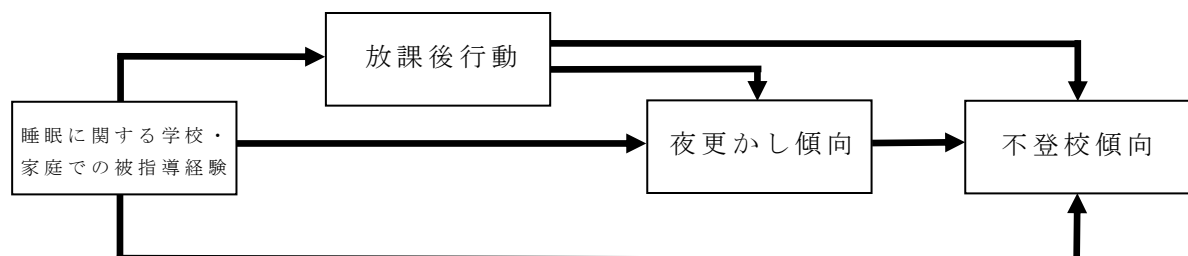 放課後行動
睡眠に関する学校・
家庭での被指導経験
夜更かし傾向
不登校傾向